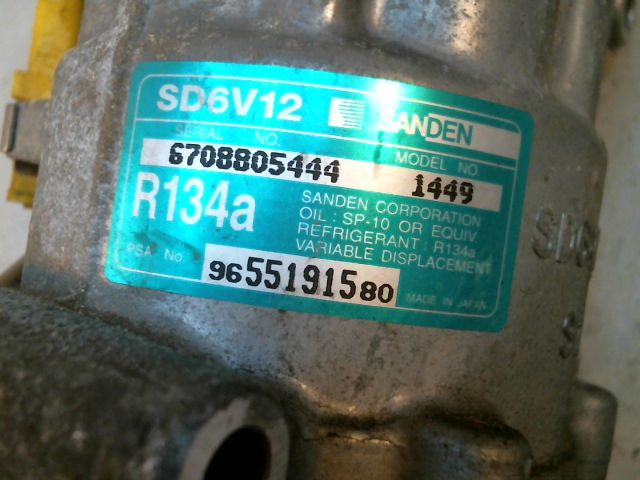 SD6V12 SANDEN
SERIAL NO.
MODEL NO
6708805444 1449
R134a
SANDEN CORPORATION
OIL : SP-10 OR EQUIV
REFRIGERANT : R134a
VARIABLE DISPLACEMENT
PSA No 9655191580
MADE IN JAPAN